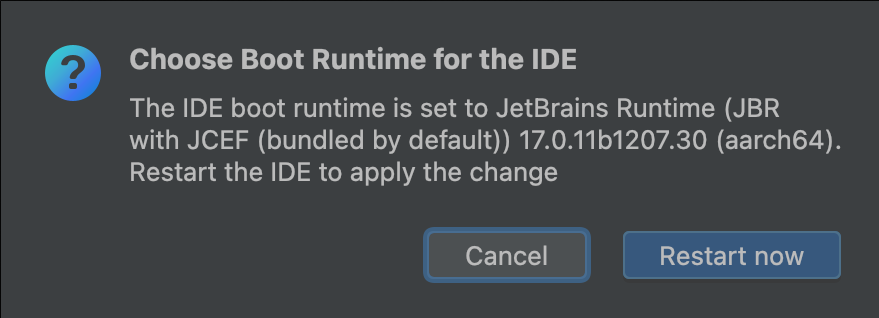 Choose Boot Runtime for the IDE
The IDE boot runtime is set to JetBrains Runtime (JBR
with JCEF (bundled by default)) 17.0.11b1207.30 (aarch64).
Restart the IDE to apply the change
Cancel
Restart now